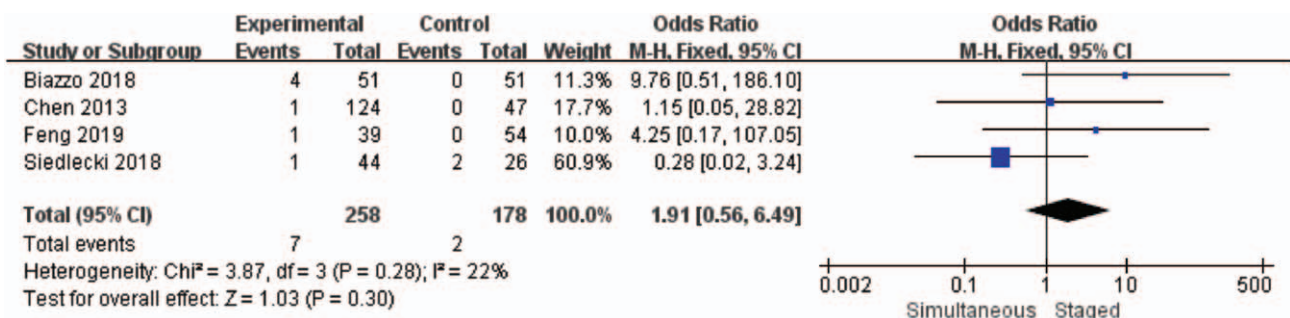 Experimental Control Odds Ratio Odds Ratio
Study or Subgroup Events Total Events Total Weight M-H, Fixed, 95% CI M-H, Fixed, 95% CI
Biazzo 2018 4 51 0 51 11.3% 9.76 [0.51, 186.10]
Chen 2013 1 124 0 47 17.7% 1.15 [0.05, 28.82]
Feng 2019 1 39 0 54 10.0% 4.25 [0.17, 107.05]
Siedlecki 2018 1 44 2 26 60.9% 0.28 [0.02, 3.24]
Total (95% CI) 258 178 100.0% 1.91 [0.56, 6.49]
Total events 7 2
Heterogeneity: Chi² = 3.87, df = 3 (P = 0.28); I² = 22%
Test for overall effect: Z = 1.03 (P = 0.30)
0.002 0.1 1 10 500
Simultaneous Staged